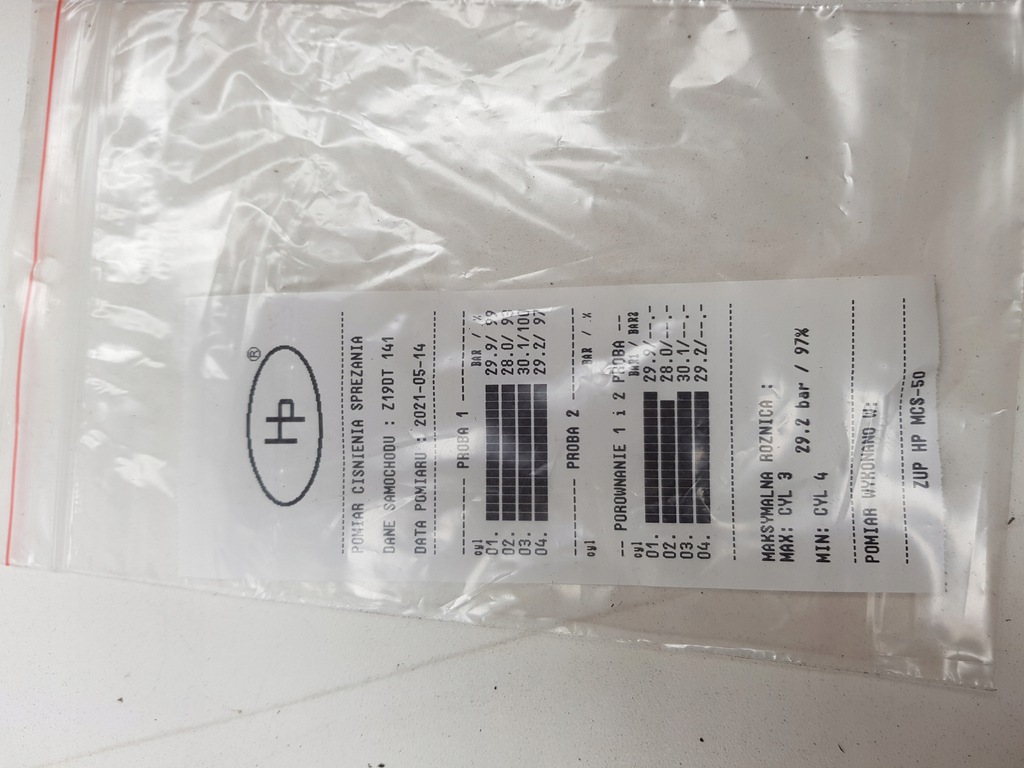 Hp ®
POMIAR CISNIENIA SPREZANIA
DANE SAMOCHODU : Z19DT 141
DATA POMIARU : 2021-05-14
PROBA 1
cyl BAR / %
01. 29.9/ 99
02. 28.0/
03. 30.1/
04. 29.2/ 97
PROBA 2
cyl BAR / %
-- POROWNANIE 1 i 2 PROBA --
cyl BAR1 / BAR2
01. 29.9/--.-
02. 28.0/--.-
03. 30.1/--.-
04. 29.2/--.-
MAKSYMALNA ROZNICA :
MAX: CYL 3
29.2 bar / 97%
MIN: CYL 4
POMIAR WYKONANO W:
ZUP HP MCS-50